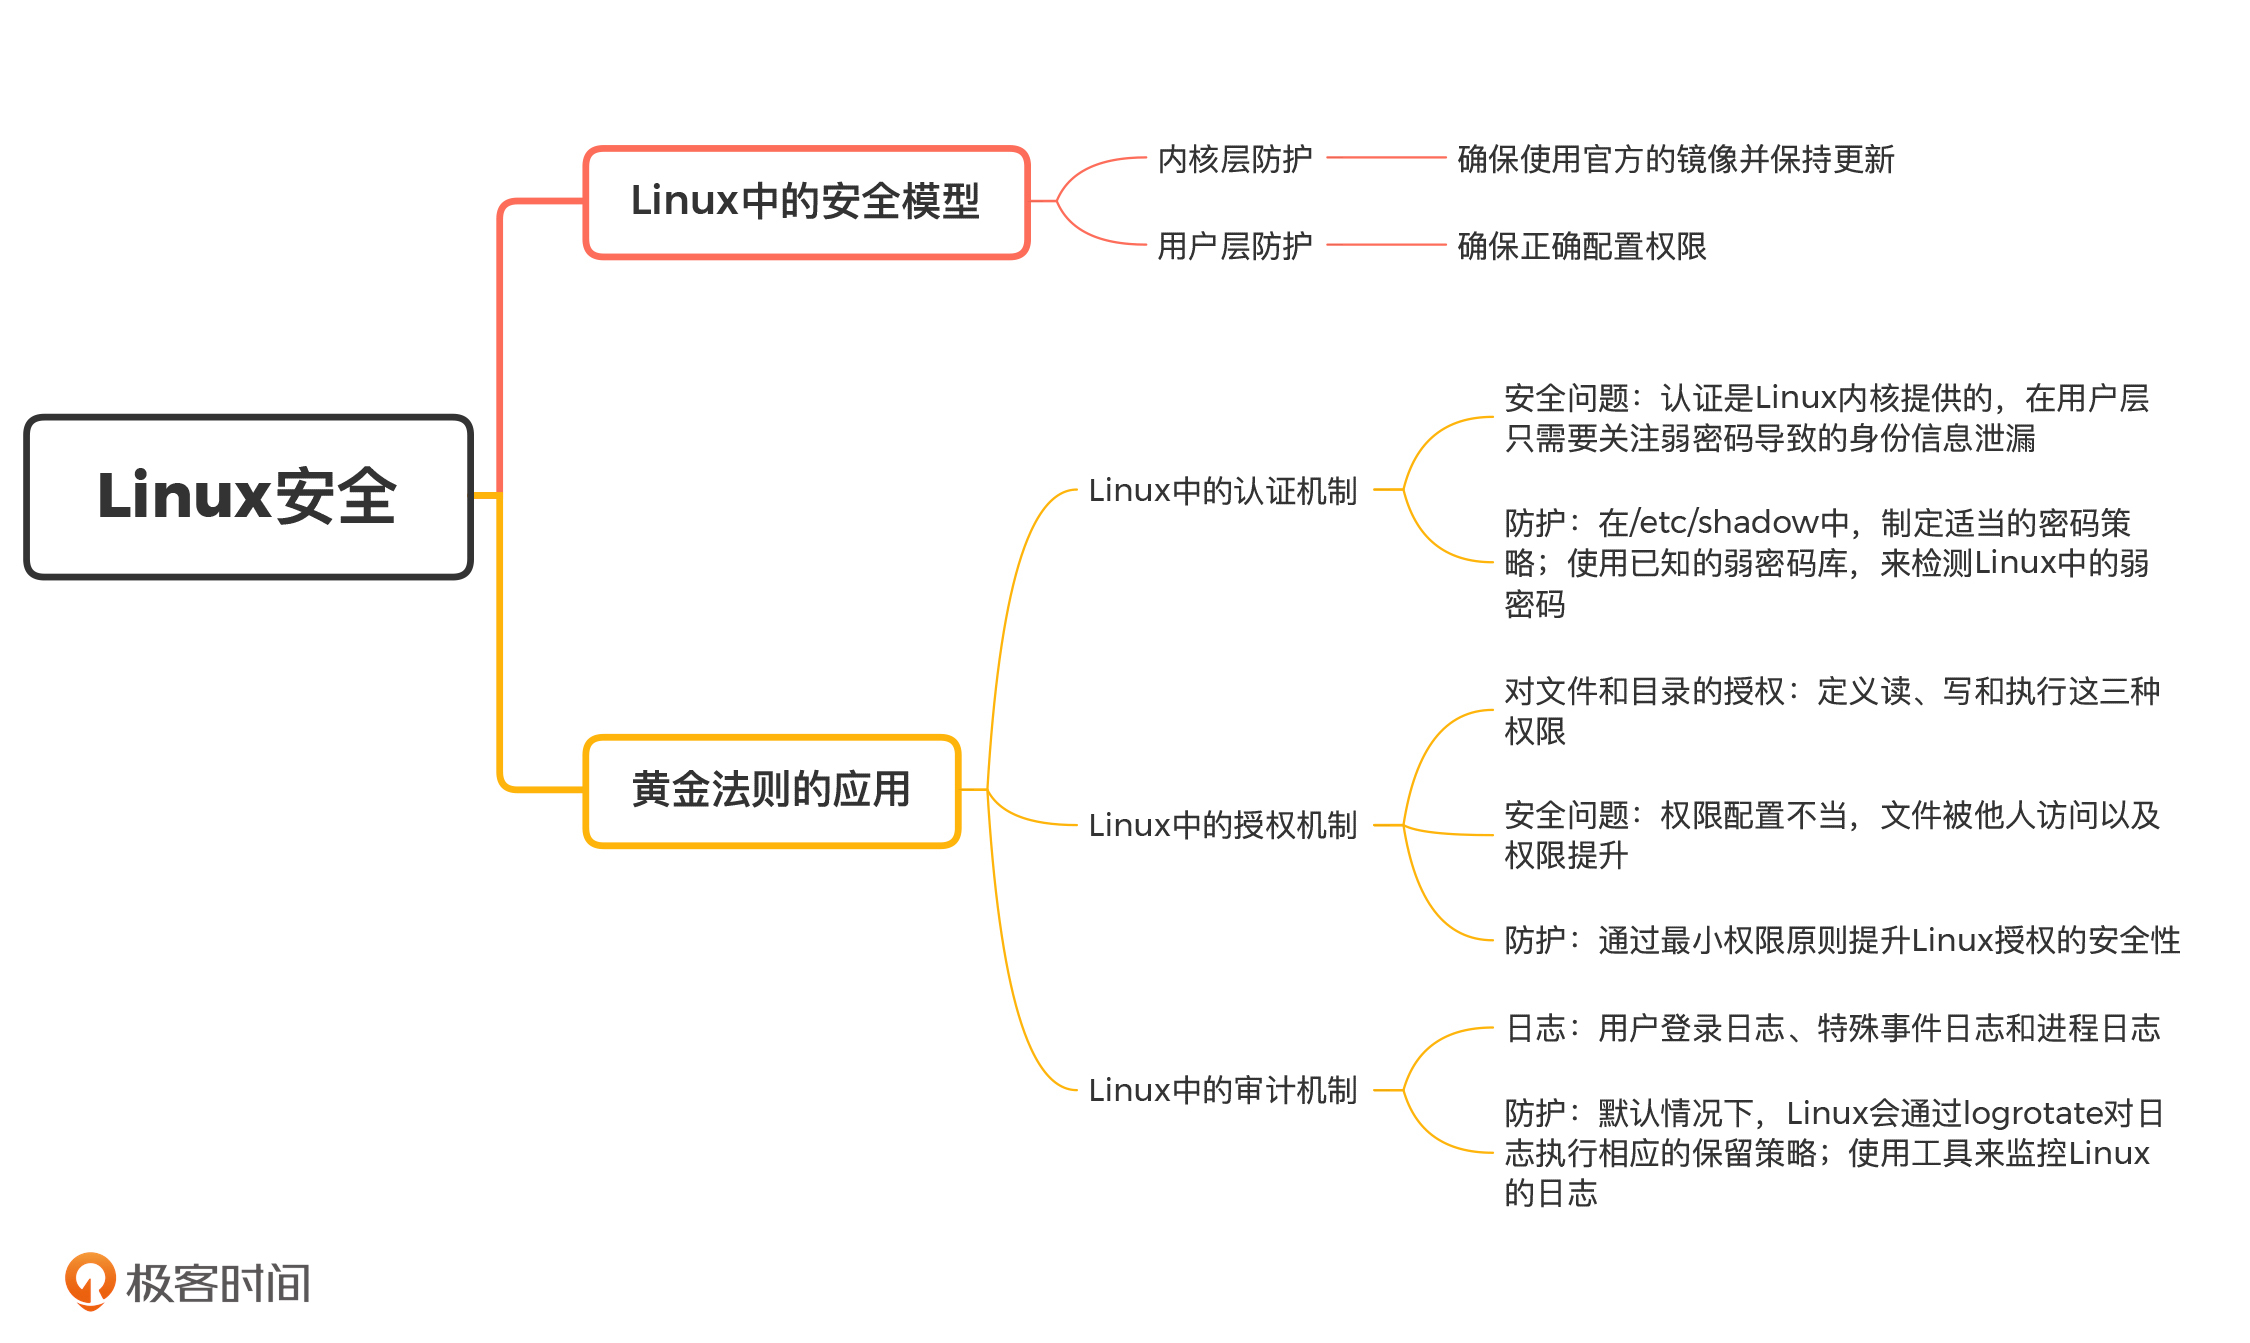 Linux安全
Linux中的安全模型
内核层防护
确保使用官方的镜像并保持更新
用户层防护
确保正确配置权限
黄金法则的应用
Linux中的认证机制
安全问题：认证是Linux内核提供的，在用户层
只需要关注弱密码导致的身份信息泄漏
防护：在/etc/shadow中，制定适当的密码策
略；使用已知的弱密码库，来检测Linux中的弱
密码
Linux中的授权机制
对文件和目录的授权：定义读、写和执行这三种
权限
安全问题：权限配置不当，文件被他人访问以及
权限提升
防护：通过最小权限原则提升Linux授权的安全性
Linux中的审计机制
日志：用户登录日志、特殊事件日志和进程日志
防护：默认情况下，Linux会通过logrotate对日
志执行相应的保留策略；使用工具来监控Linux
的日志
极客时间